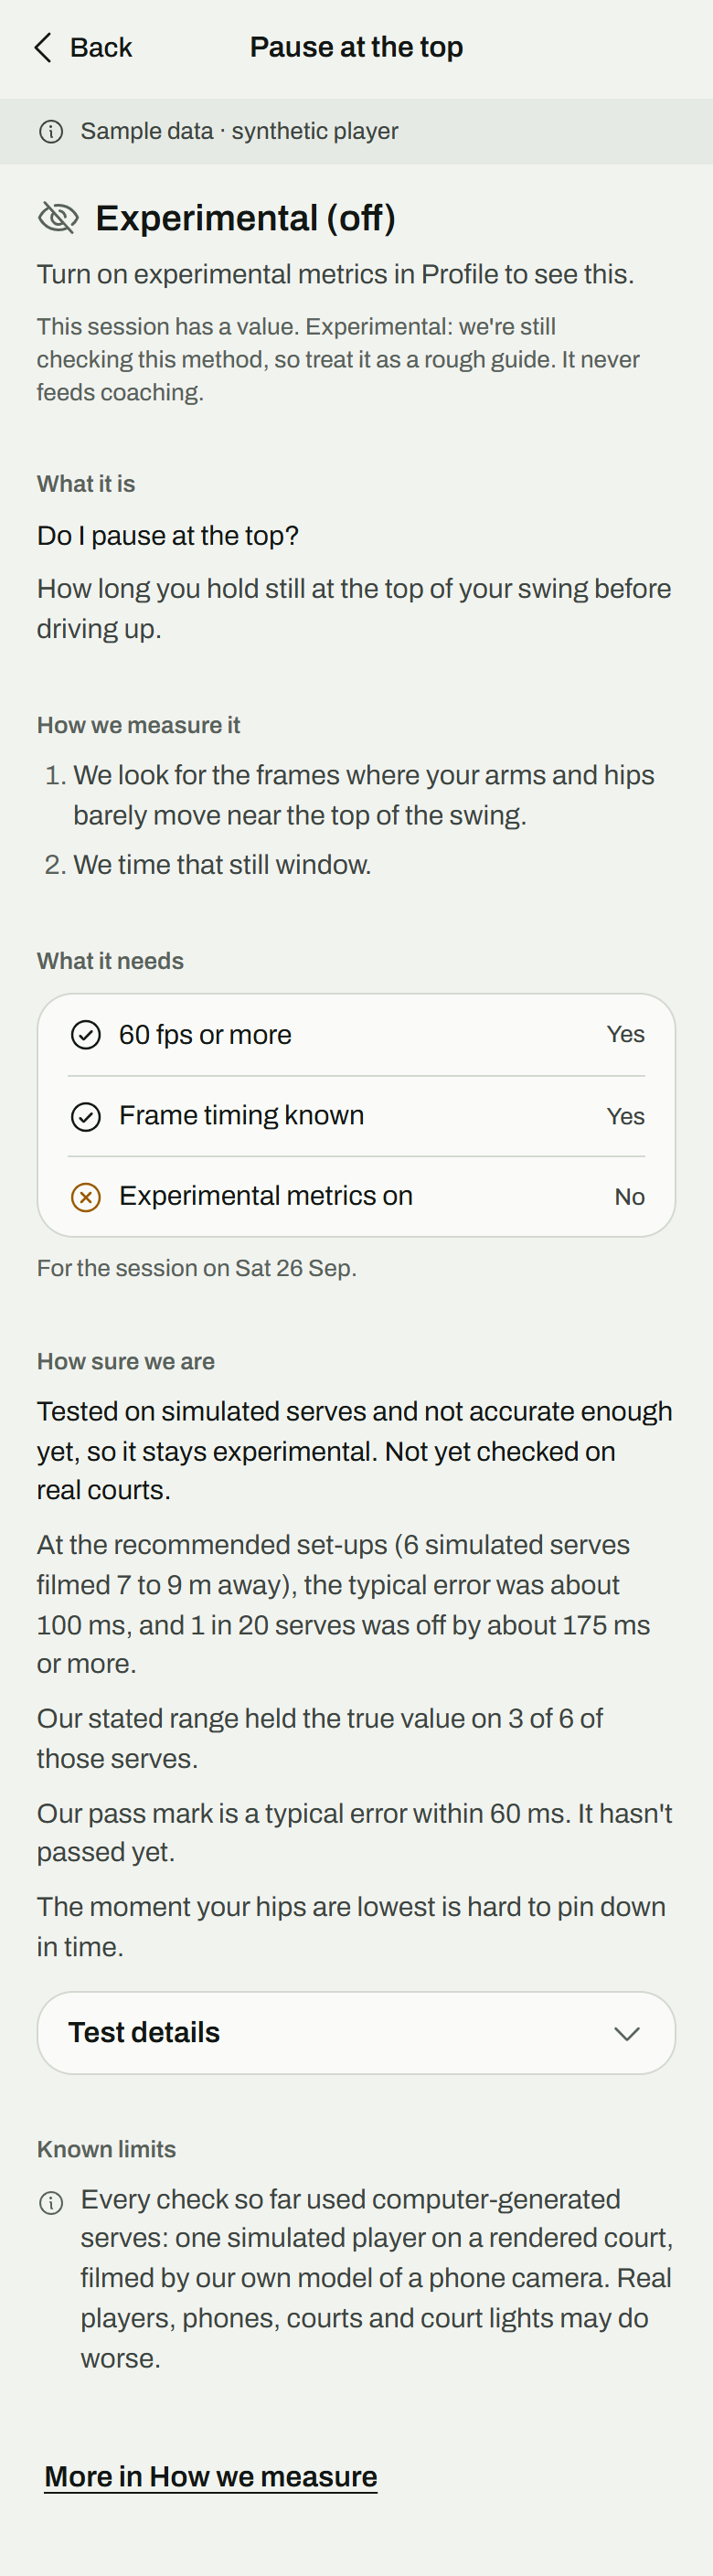 Back
Pause at the top
Sample data · synthetic player
Experimental (off)
Turn on experimental metrics in Profile to see this.
This session has a value. Experimental: we're still
checking this method, so treat it as a rough guide. It never
feeds coaching.
What it is
Do I pause at the top?
How long you hold still at the top of your swing before
driving up.
How we measure it
1. We look for the frames where your arms and hips
barely move near the top of the swing.
2. We time that still window.
What it needs
60 fps or more Yes
Frame timing known Yes
Experimental metrics on No
For the session on Sat 26 Sep.
How sure we are
Tested on simulated serves and not accurate enough
yet, so it stays experimental. Not yet checked on
real courts.
At the recommended set-ups (6 simulated serves
filmed 7 to 9 m away), the typical error was about
100 ms, and 1 in 20 serves was off by about 175 ms
or more.
Our stated range held the true value on 3 of 6 of
those serves.
Our pass mark is a typical error within 60 ms. It hasn't
passed yet.
The moment your hips are lowest is hard to pin down
in time.
Test details
Known limits
Every check so far used computer-generated
serves: one simulated player on a rendered court,
filmed by our own model of a phone camera. Real
players, phones, courts and court lights may do
worse.
More in How we measure